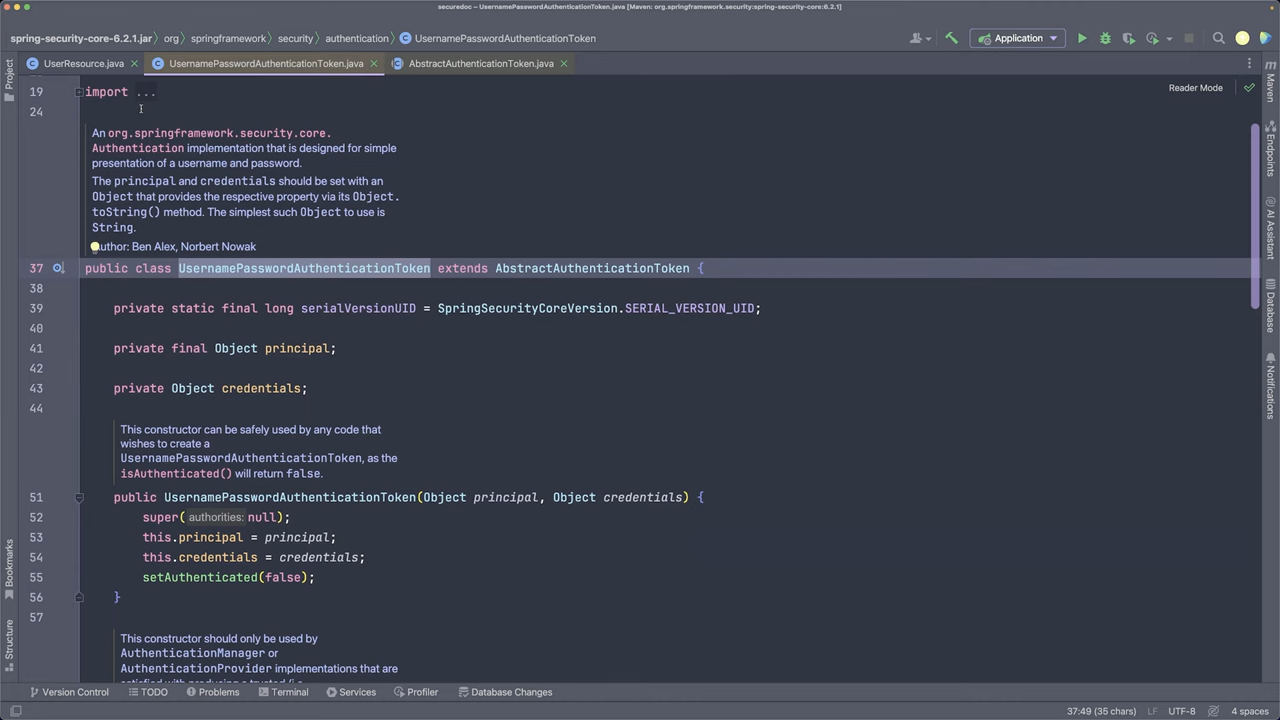 securedoc – UsernamePasswordAuthenticationToken.java [Maven: org.springframework.security:spring-security-core:6.2.1]
spring-security-core-6.2.1.jar › org › springframework › security › authentication › UsernamePasswordAuthenticationToken
Application
UserResource.java
UsernamePasswordAuthenticationToken.java
AbstractAuthenticationToken.java
Project
Reader Mode
19 import ...
24
An org.springframework.security.core.
Authentication implementation that is designed for simple
presentation of a username and password.
The principal and credentials should be set with an
Object that provides the respective property via its Object.
toString() method. The simplest such Object to use is
String.
uthor: Ben Alex, Norbert Nowak
37 public class UsernamePasswordAuthenticationToken extends AbstractAuthenticationToken {
38
39 private static final long serialVersionUID = SpringSecurityCoreVersion.SERIAL_VERSION_UID;
40
41 private final Object principal;
42
43 private Object credentials;
44
This constructor can be safely used by any code that
wishes to create a
UsernamePasswordAuthenticationToken, as the
isAuthenticated() will return false.
51 public UsernamePasswordAuthenticationToken(Object principal, Object credentials) {
52 super( authorities: null);
53 this.principal = principal;
54 this.credentials = credentials;
55 setAuthenticated(false);
56 }
57
This constructor should only be used by
AuthenticationManager or
AuthenticationProvider implementations that are
Maven
Endpoints
AI Assistant
Database
Notifications
Bookmarks
Structure
Version Control
TODO
Problems
Terminal
Services
Profiler
Database Changes
37:49 (35 chars)
LF
UTF-8
4 spaces